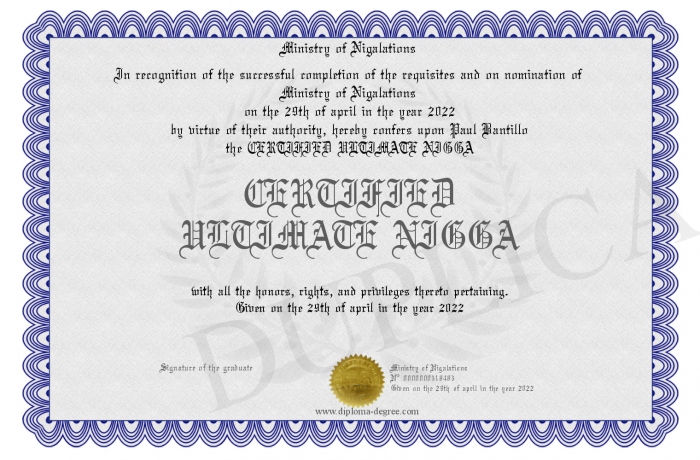 Ministry of Nigalations
In recognition of the successful completion of the requisites and on nomination of
Ministry of Nigalations
on the 29th of april in the year 2022
by virtue of their authority, hereby confers upon Paul Bantillo
the CERTIFIED ULTIMATE NIGGA
CERTIFIED
ULTIMATE NIGGA
with all the honors, rights, and privileges thereto pertaining.
Given on the 29th of april in the year 2022
Signature of the graduate
Ministry of Nigalations
N° 0000000318483
Given on the 29th of april in the year 2022
www.diploma-degree.com
DUPLICA